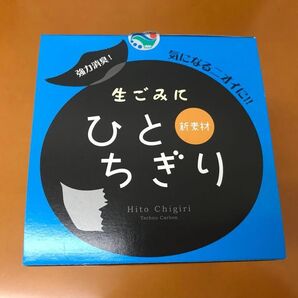 強力消臭!
気になるニオイに!!
生ごみに
ひと
新素材
ちぎり
Hito Chigiri
Techno Carbon